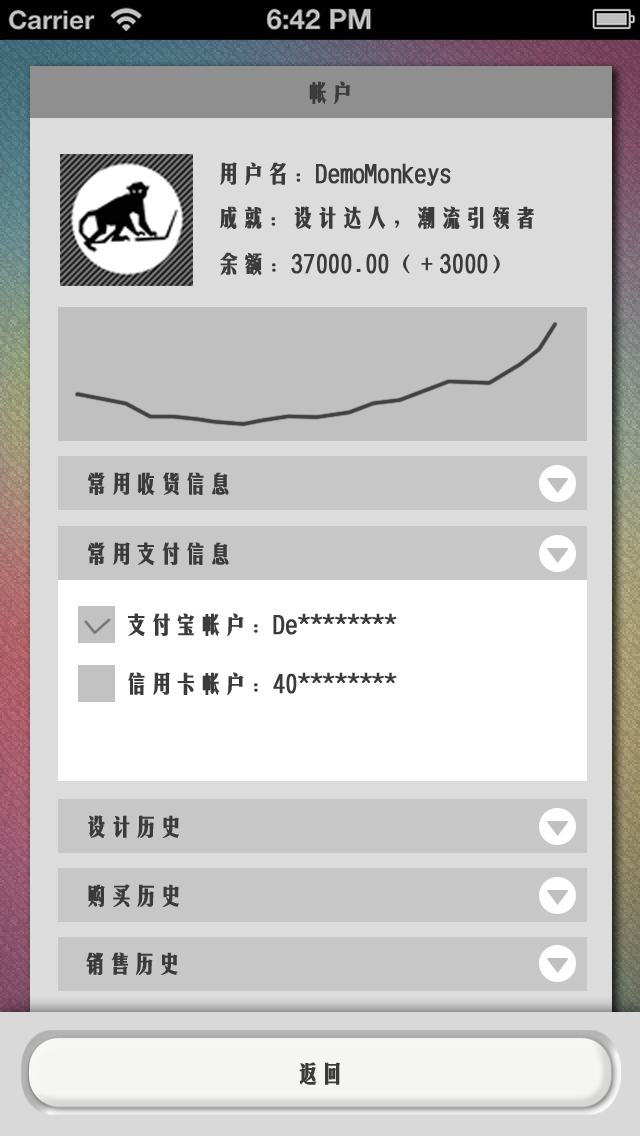 Carrier 6:42 PM
帐户
用户名：DemoMonkeys
成就：设计达人，潮流引领者
余额：37000.00（+3000）
常用收货信息
常用支付信息
支付宝帐户：De********
信用卡帐户：40********
设计历史
购买历史
销售历史
返回